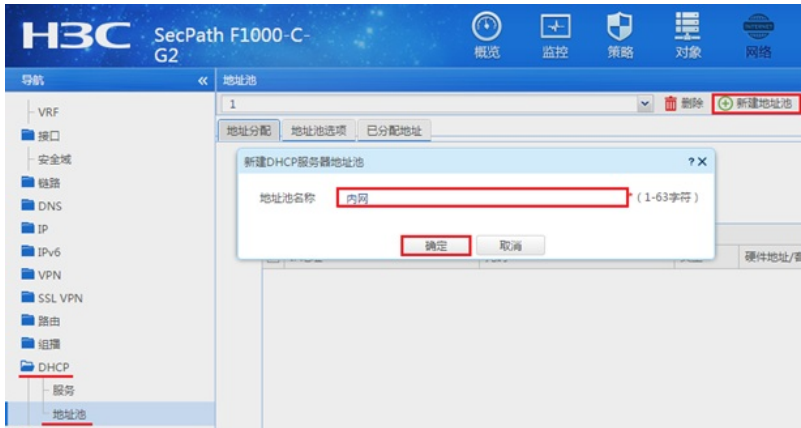 H3C SecPath F1000-C-G2
概览 监控 策略 对象 网络
导航 « 地址池
VRF
接口
安全域
链路
DNS
IP
IPv6
VPN
SSL VPN
路由
组播
DHCP
服务
地址池
1 删除 新建地址池
地址分配 地址池选项 已分配地址
新建DHCP服务器地址池 ? X
地址池名称 内网 * (1-63字符)
确定 取消
硬件地址/